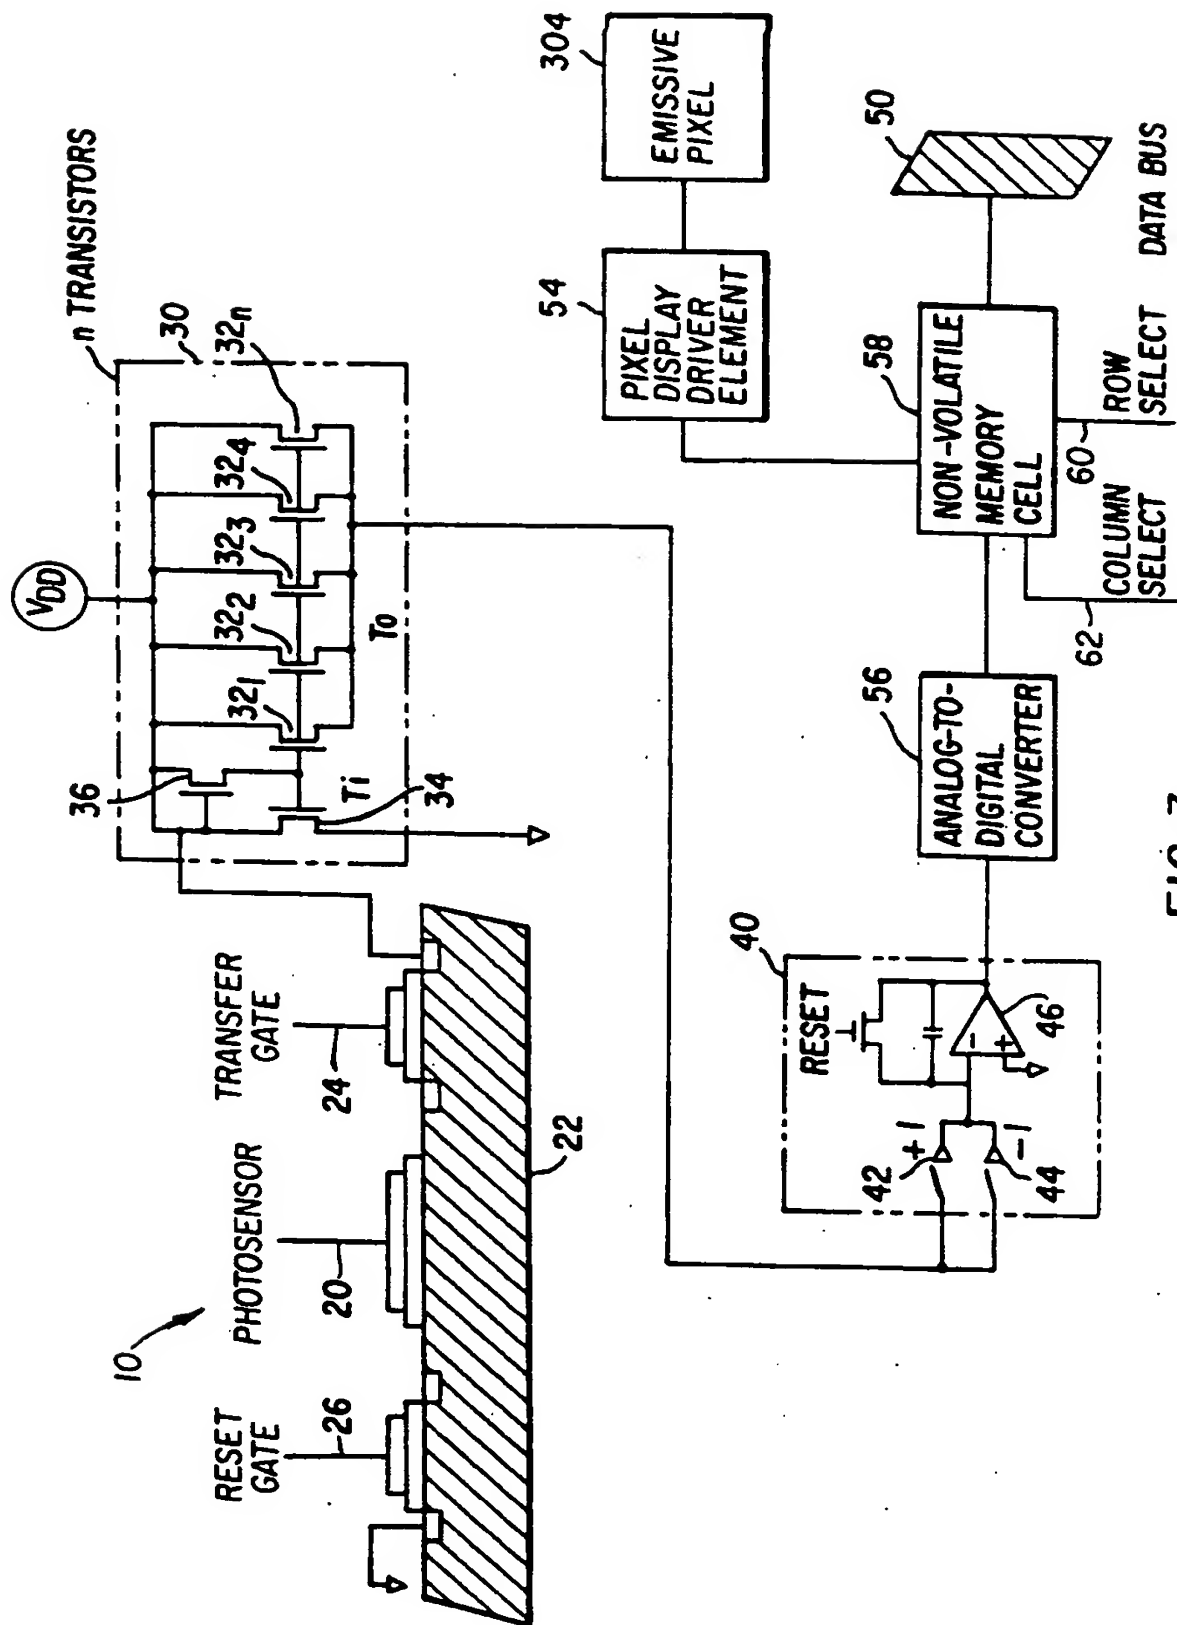 10
RESET
GATE
26
PHOTOSENSOR
20
TRANSFER
GATE
24
22
VDD
n TRANSISTORS
30
36
321
322
323
324
32n
Ti
34
To
40
RESET
42
+1
44
-1
-
+
46
56
ANALOG-TO-
DIGITAL
CONVERTER
58
NON-VOLATILE
MEMORY
CELL
54
PIXEL
DISPLAY
DRIVER
ELEMENT
304
EMISSIVE
PIXEL
50
62
COLUMN
SELECT
60
ROW
SELECT
DATA BUS